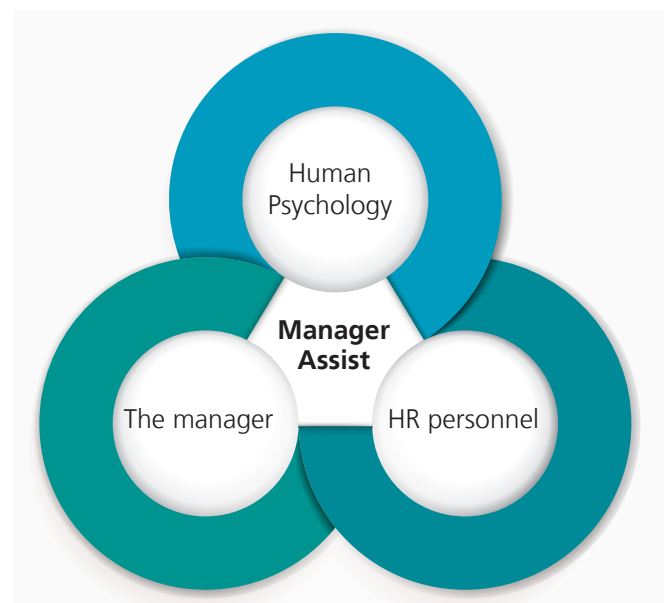 Human
Psychology
Manager
Assist
The manager
HR personnel